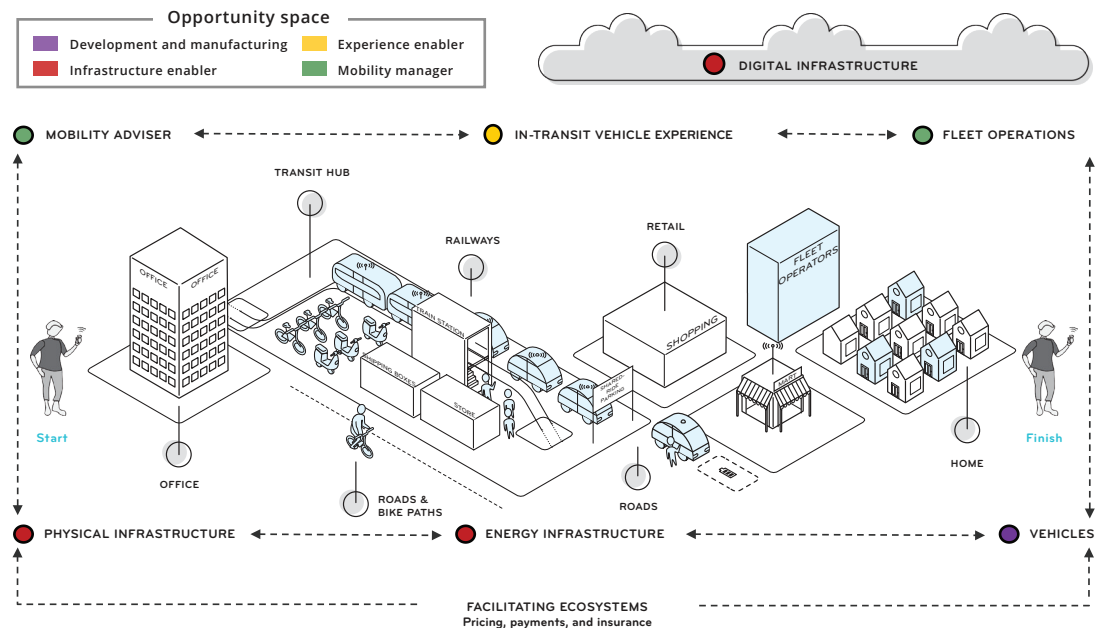 Opportunity space
Development and manufacturing
Experience enabler
Infrastructure enabler
Mobility manager
DIGITAL INFRASTRUCTURE
MOBILITY ADVISER
IN-TRANSIT VEHICLE EXPERIENCE
FLEET OPERATIONS
TRANSIT HUB
RAILWAYS
RETAIL
OFFICE OFFICE
FLEET
OPERATORS
TRAIN STATION
SHOPPING
SHOPPING BOXES
STORE
SHARED-
RIDE
PARKING
Start
Finish
OFFICE
ROADS &
BIKE PATHS
ROADS
HOME
PHYSICAL INFRASTRUCTURE
ENERGY INFRASTRUCTURE
VEHICLES
FACILITATING ECOSYSTEMS
Pricing, payments, and insurance